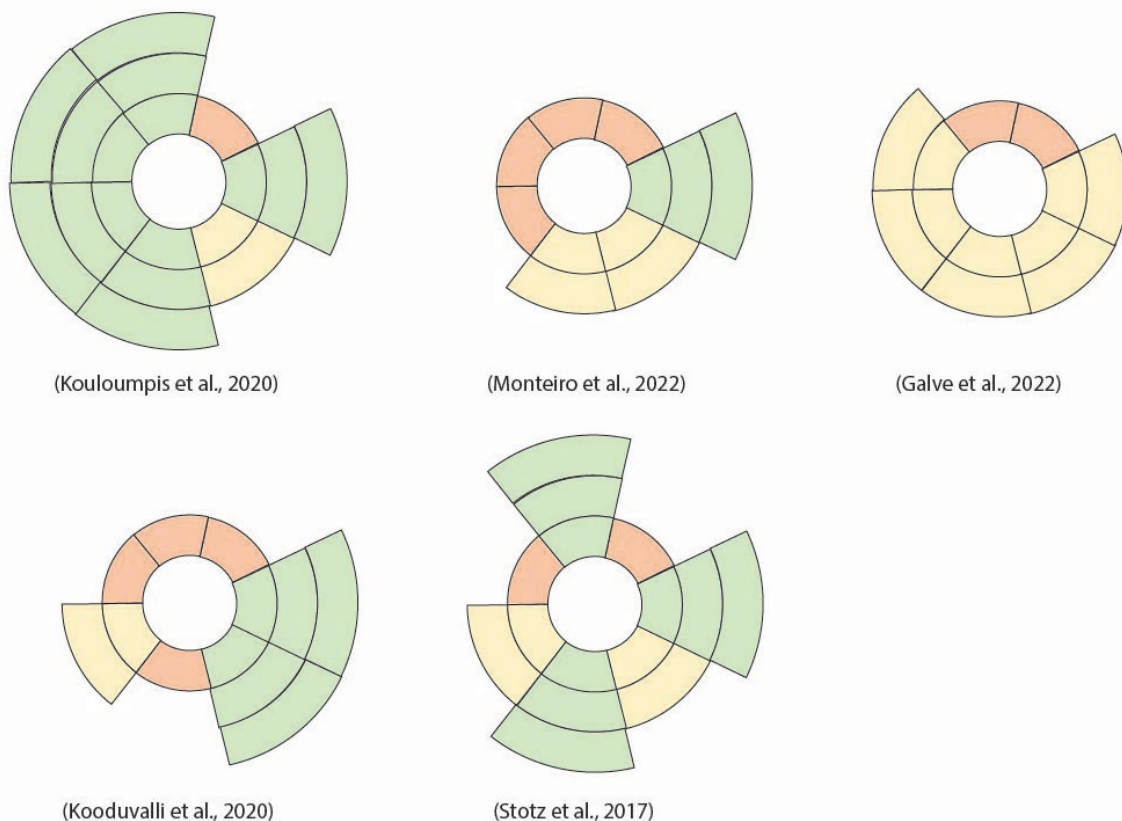 (Kouloumpis et al., 2020)
(Monteiro et al., 2022)
(Galve et al., 2022)
(Kooduvalli et al., 2020)
(Stotz et al., 2017)